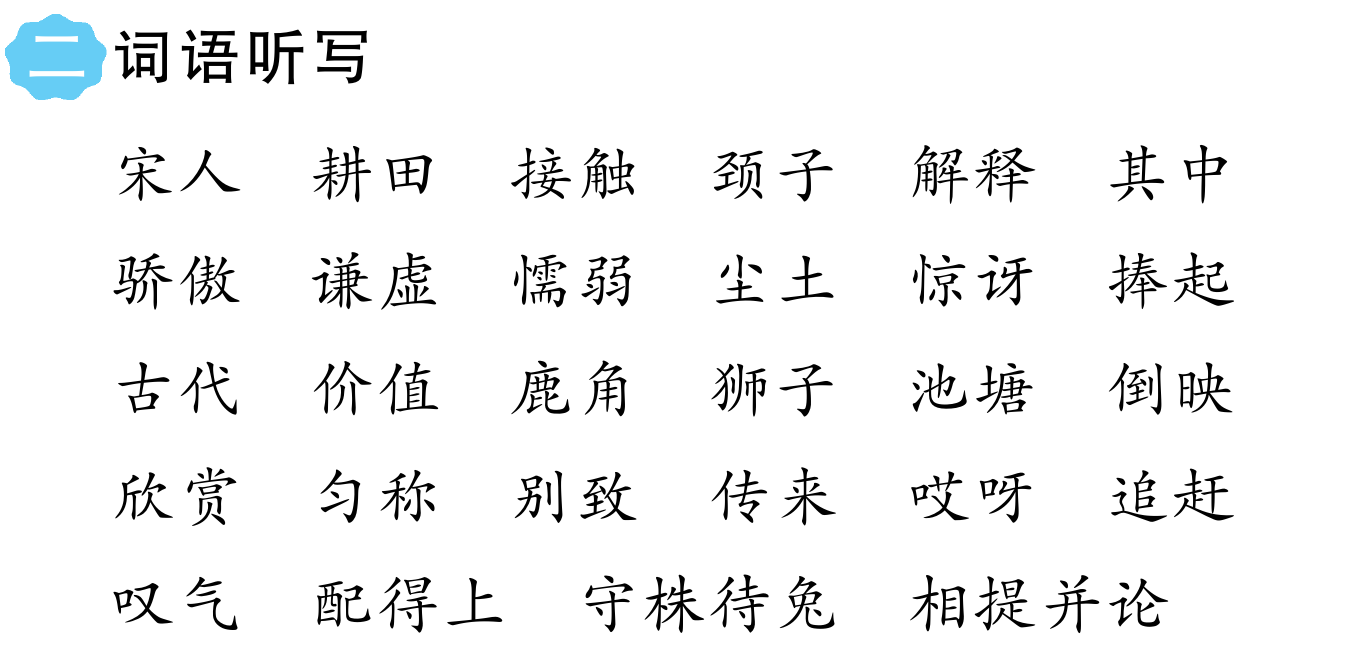 二 词语听写
宋人 耕田 接触 颈子 解释 其中
骄傲 谦虚 懦弱 尘土 惊讶 捧起
古代 价值 鹿角 狮子 池塘 倒映
欣赏 匀称 别致 传来 哎呀 追赶
叹气 配得上 守株待兔 相提并论